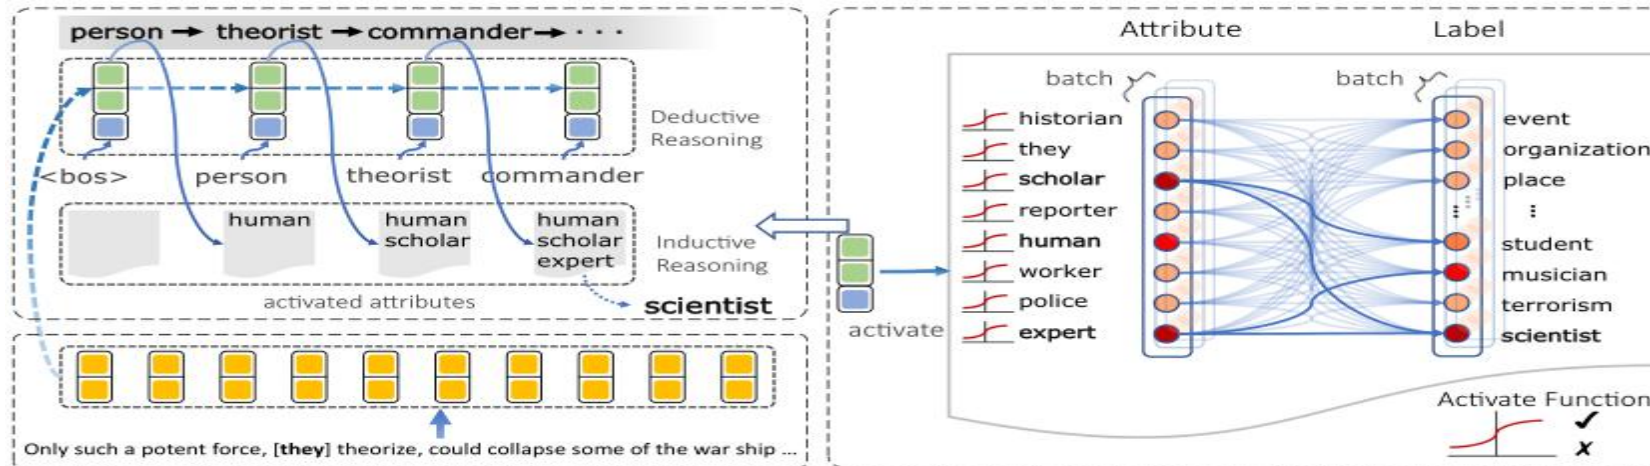 person → theorist → commander → · · ·
Deductive
Reasoning
<bos> person theorist commander
human
human
scholar
human
scholar
expert
Inductive
Reasoning
activated attributes
scientist
Only such a potent force, [they] theorize, could collapse some of the war ship ...
activate
Attribute
Label
batch
batch
historian
they
scholar
reporter
human
worker
police
expert
event
organization
place
⋮
student
musician
terrorism
scientist
Activate Function
✓
x